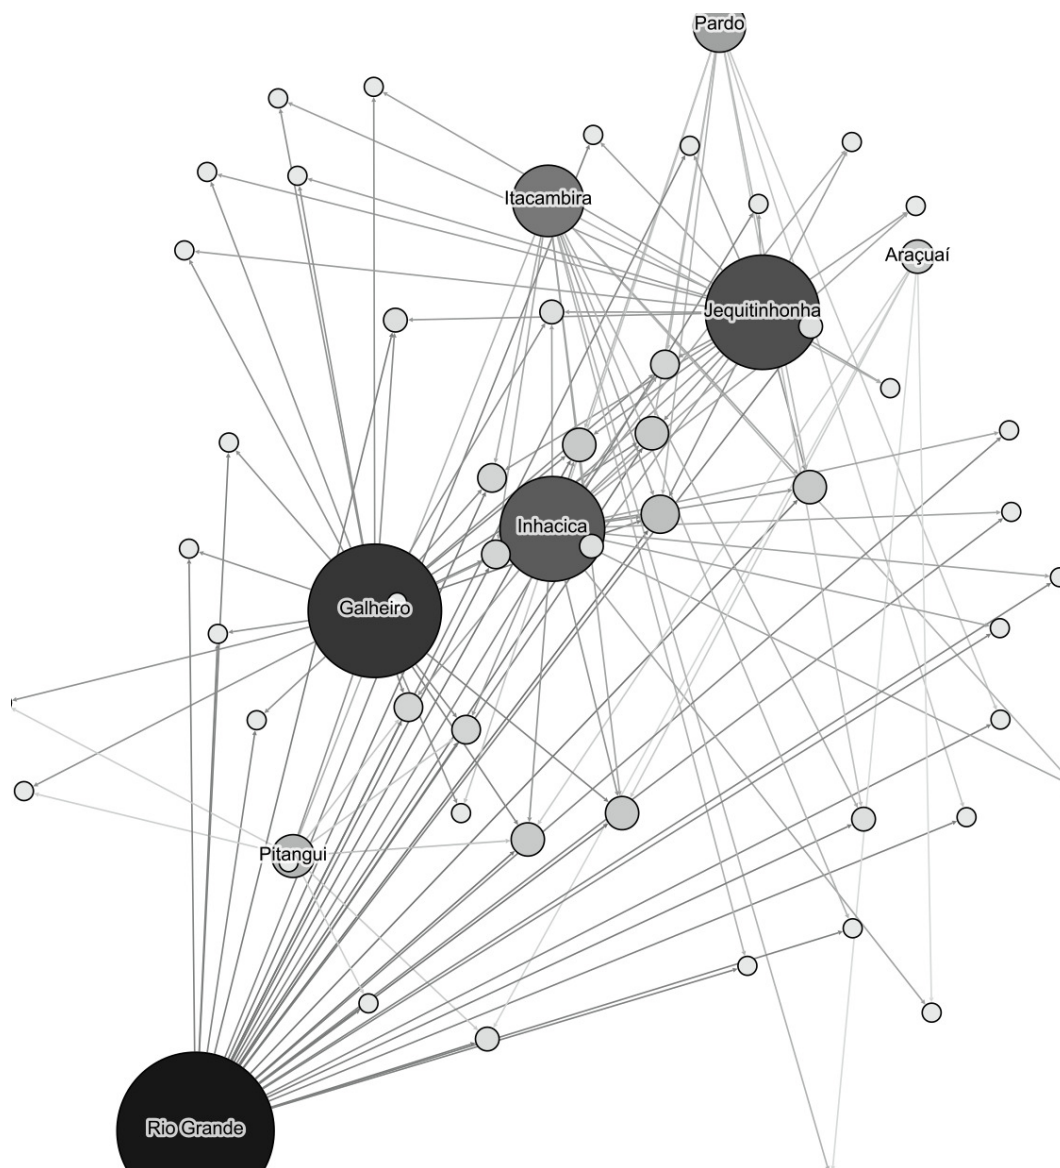 Pardo
Itacambira
Araçuaí
Jequitinhonha
Inhacica
Galheiro
Pitangui
Rio Grande